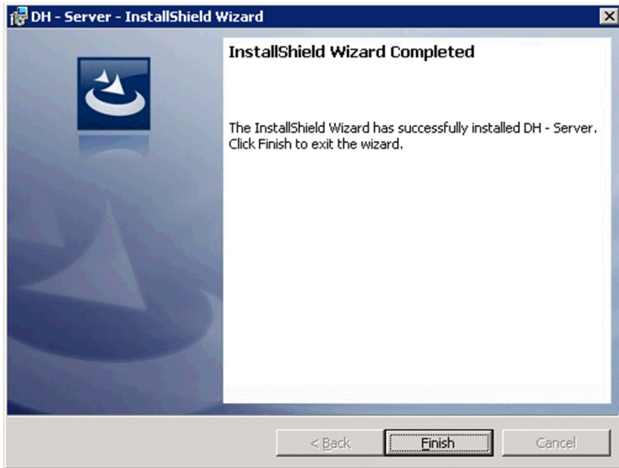 DH - Server - InstallShield Wizard
InstallShield Wizard Completed
The InstallShield Wizard has successfully installed DH - Server.
Click Finish to exit the wizard.
< Back
Finish
Cancel